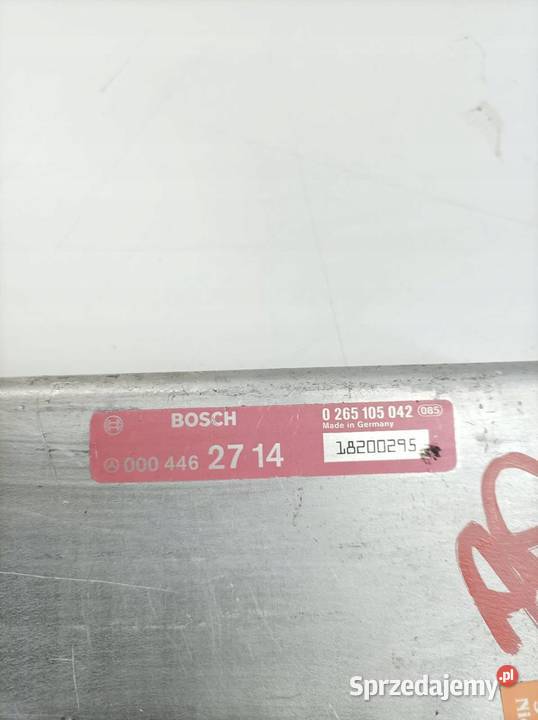 BOSCH
0 265 105 042 085
Made in Germany
000 446 27 14
18200295
Sprzedajemy.pl